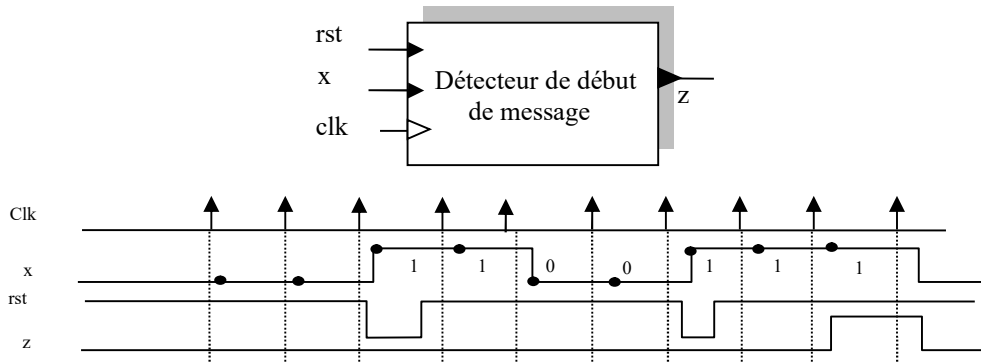 rst
x
clk
Détecteur de début
de message
z
Clk
x
1 1 0 0 1 1 1
rst
z